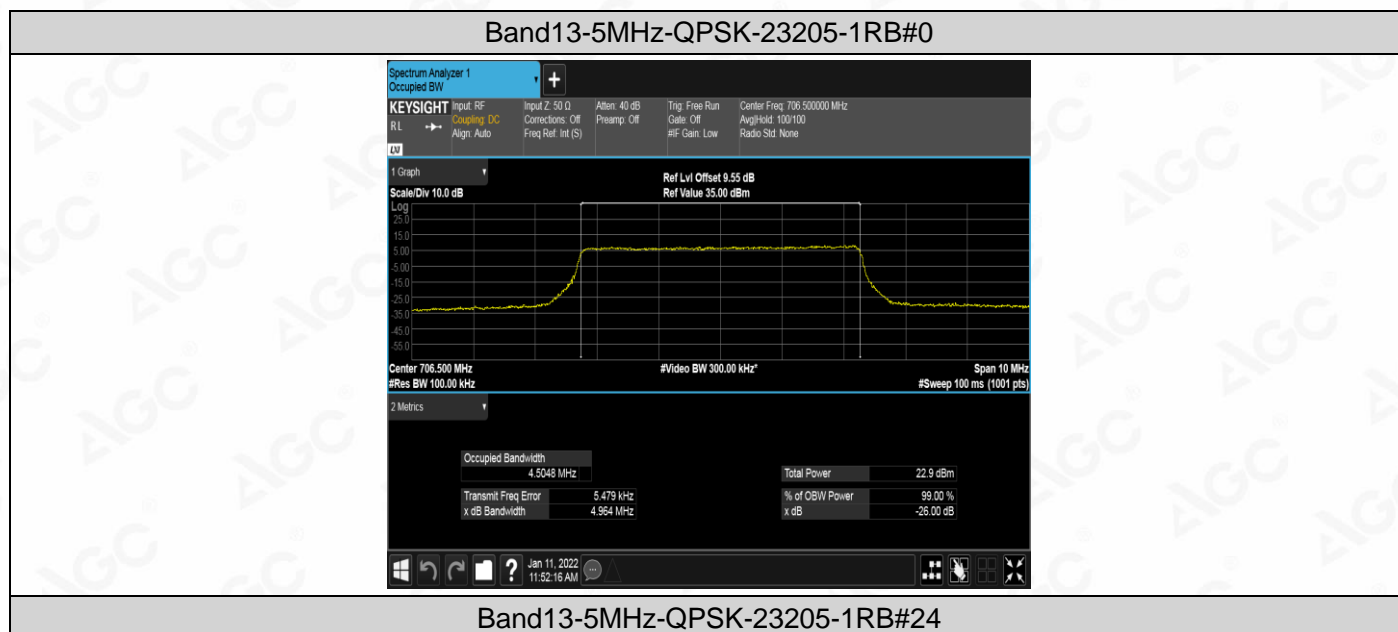 Band13-5MHz-QPSK-23205-1RB#0
Spectrum Analyzer 1
Occupied BW
KEYSIGHT Input: RF Input Z: 50 Ω Atten: 40 dB Trig: Free Run Center Freq: 706.500000 MHz
RL Coupling: DC Corrections: Off Preamp: Off Gate: Off Avg|Hold: 100/100
Align: Auto Freq Ref: Int (S) #IF Gain: Low Radio Std: None
LXI
1 Graph
Ref Lvl Offset 9.55 dB
Scale/Div 10.0 dB Ref Value 35.00 dBm
Log
25.0
15.0
5.00
-5.00
-15.0
-25.0
-35.0
-45.0
-55.0
Center 706.500 MHz #Video BW 300.00 kHz* Span 10 MHz
#Res BW 100.00 kHz #Sweep 100 ms (1001 pts)
2 Metrics
Occupied Bandwidth
4.5048 MHz Total Power 22.9 dBm
Transmit Freq Error 5.479 kHz % of OBW Power 99.00 %
x dB Bandwidth 4.964 MHz x dB -26.00 dB
Jan 11, 2022
11:52:16 AM
Band13-5MHz-QPSK-23205-1RB#24
AGC